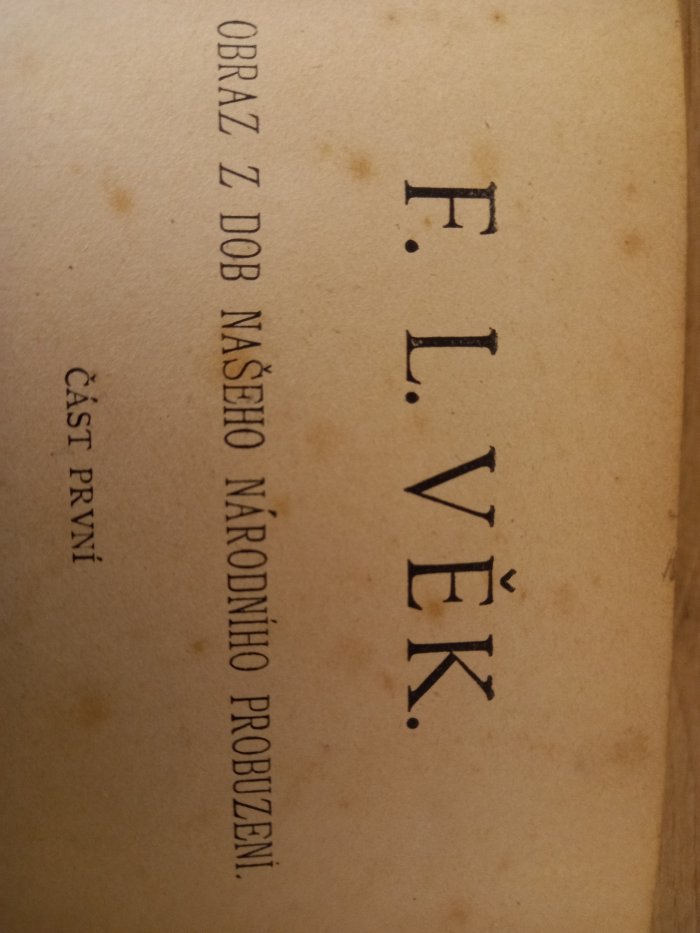 F. L. VĚK.
OBRAZ Z DOB NAŠEHO NÁRODNÍHO PROBUZENÍ.
ČÁST PRVNÍ